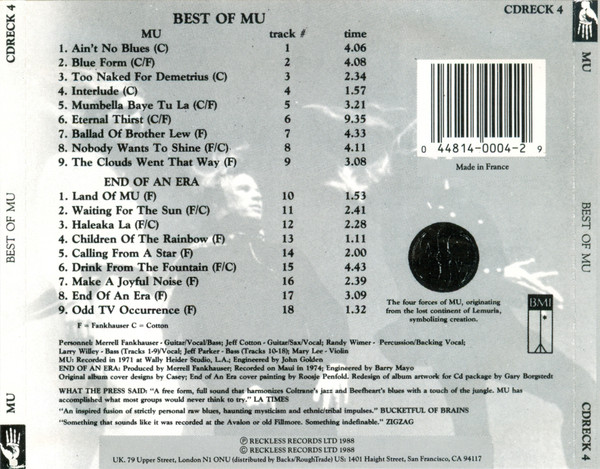 BEST OF MU
CDRECK 4
CDRECK 4
MU track # time
1. Ain't No Blues (C) 1 4.06
2. Blue Form (C/F) 2 4.08
3. Too Naked For Demetrius (C) 3 2.34
4. Interlude (C) 4 1.57
5. Mumbella Baye Tu La (C/F) 5 3.21
6. Eternal Thirst (C/F) 6 9.35
7. Ballad Of Brother Lew (F) 7 4.33
8. Nobody Wants To Shine (F/C) 8 4.11
9. The Clouds Went That Way (F) 9 3.08
0 44814-0004-2 9
Made in France
END OF AN ERA
1. Land Of MU (F) 10 1.53
2. Waiting For The Sun (F/C) 11 2.41
3. Haleaka La (F/C) 12 2.28
4. Children Of The Rainbow (F) 13 1.11
5. Calling From A Star (F) 14 2.00
6. Drink From The Fountain (F/C) 15 4.43
7. Make A Joyful Noise (F) 16 2.39
8. End Of An Era (F) 17 3.09
9. Odd TV Occurrence (F) 18 1.32
F = Fankhauser C = Cotton
The four forces of MU, originating
from the lost continent of Lemuria,
symbolizing creation.
BMI
Personnel: Merrell Fankhauser - Guitar/Vocal/Bass; Jeff Cotton - Guitar/Sax/Vocal; Randy Wimer - Percussion/Backing Vocal;
Larry Willey - Bass (Tracks 1-9)/Vocal; Jeff Parker - Bass (Tracks 10-18); Mary Lee - Violin
MU: Recorded in 1971 at Wally Heider Studio, L.A.; Engineered by John Golden
END OF AN ERA: Produced by Merrell Fankhauser; Recorded on Maui in 1974; Engineered by Barry Mayo
Original album cover designs by Casey; End of An Era cover painting by Roosje Penfold. Redesign of album artwork for Cd package by Gary Borgstedt
WHAT THE PRESS SAID: "A free form, full sound that harmonizes Coltrane's jazz and Beefheart's blues with a touch of the jungle. MU has
accomplished what most groups would never think to try." LA TIMES
"An inspired fusion of strictly personal raw blues, haunting mysticism and ethnic/tribal impulses." BUCKETFUL OF BRAINS
"Something that sounds like it was recorded at the Avalon or old Fillmore. Something indefinable." ZIGZAG
Ⓟ RECKLESS RECORDS LTD 1988
© RECKLESS RECORDS LTD 1988
UK. 79 Upper Street, London N1 ONU (distributed by Backs/RoughTrade) US: 1401 Haight Street, San Francisco, CA 94117
BEST OF MU
MU
MU
BEST OF MU
CDRECK 4